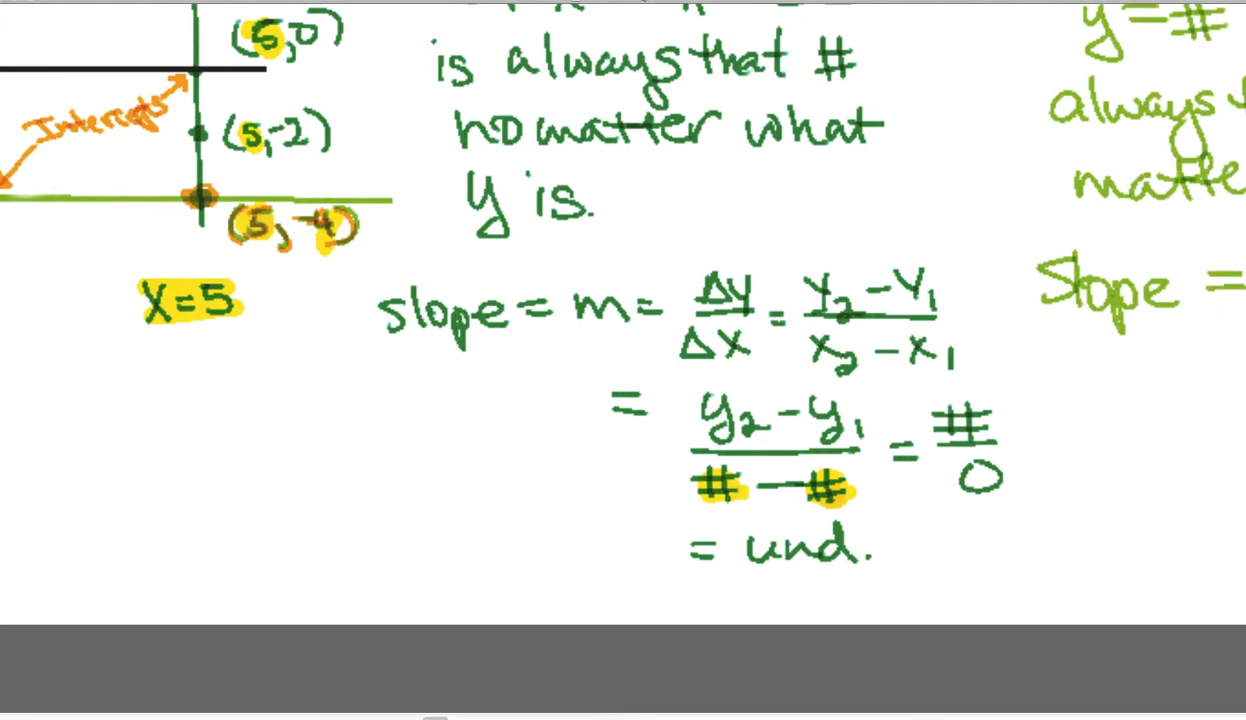 (5,0)
Intercepts
(5,-2)
(5,-4)
X=5
is always that #
no matter what
y is.
slope = m = Δy/Δx = (y₂-y₁)/(x₂-x₁)
= (y₂-y₁)/(#-#) = #/0
= und.
y=#
always
Slope =